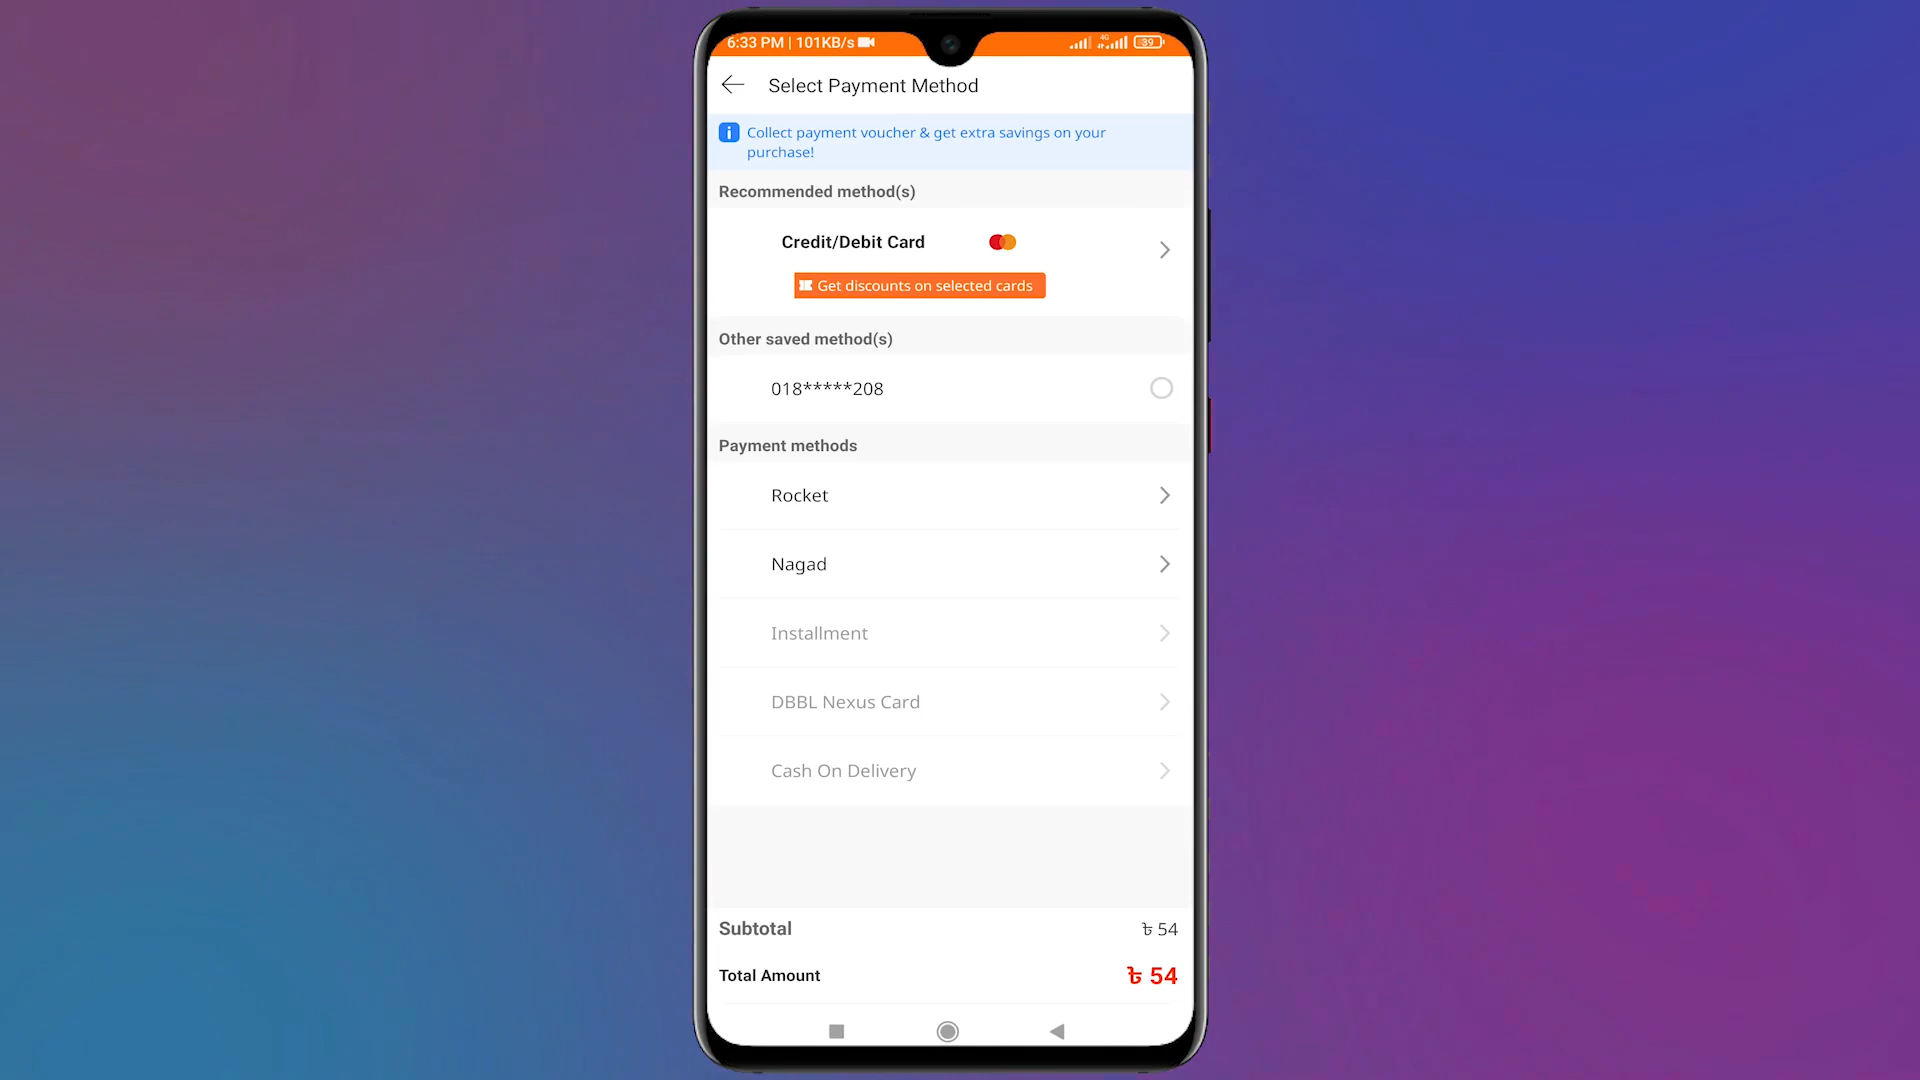 6:33 PM | 101KB/s
4G
39
Select Payment Method
Collect payment voucher & get extra savings on your
purchase!
Recommended method(s)
Credit/Debit Card
Get discounts on selected cards
Other saved method(s)
018*****208
Payment methods
Rocket
Nagad
Installment
DBBL Nexus Card
Cash On Delivery
Subtotal ৳ 54
Total Amount ৳ 54